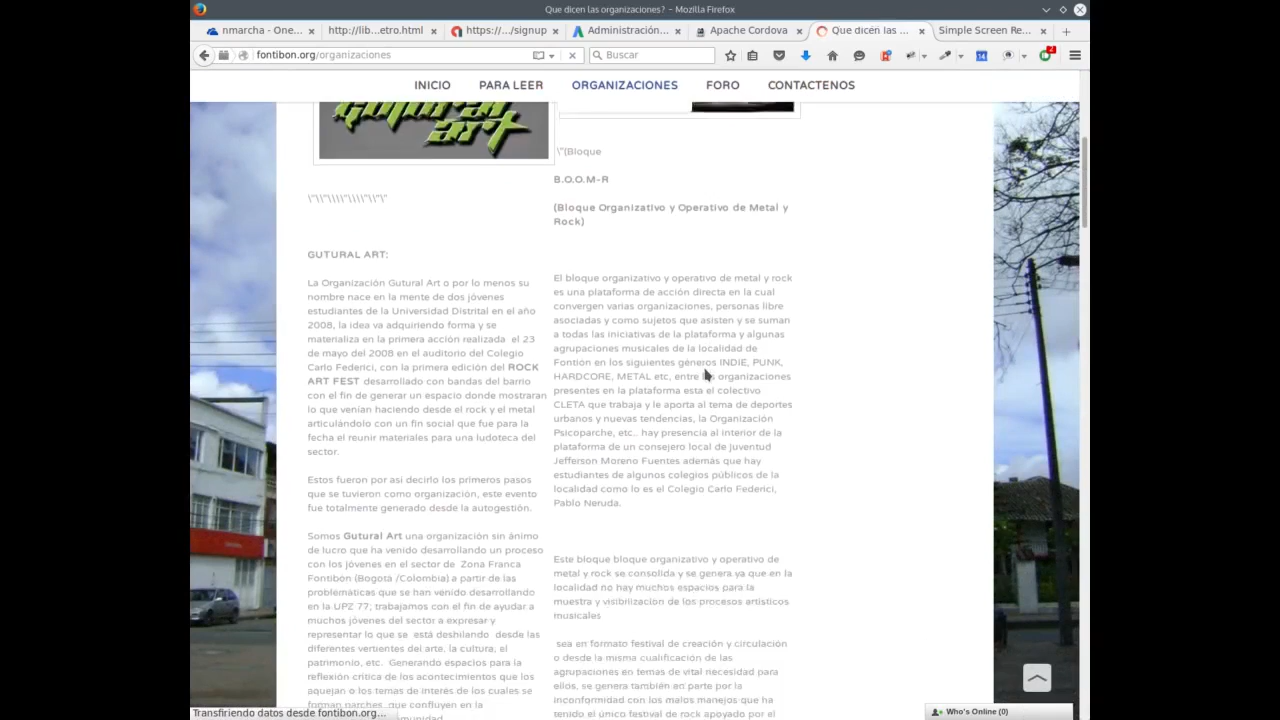 Que dicen las organizaciones? – Mozilla Firefox
nmarcha - One...
http://lib...etro.html
https:/.../signup
Administración...
Apache Cordova
Que dicen las ...
Simple Screen Re...
fontibon.org/organizaciones
Buscar
14
2
INICIO
PARA LEER
ORGANIZACIONES
FORO
CONTACTENOS
Gutural
art
\"\\"\\\\"\\\\"\\"\"
GUTURAL ART:
La Organización Gutural Art o por lo menos su
nombre nace en la mente de dos jóvenes
estudiantes de la Universidad Distrital en el año
2008, la idea va adquiriendo forma y se
materializa en la primera acción realizada el 23
de mayo del 2008 en el auditorio del Colegio
Carlo Federici, con la primera edición del ROCK
ART FEST desarrollado con bandas del barrio
con el fin de generar un espacio donde mostraran
lo que venían haciendo desde el rock y el metal
articulándolo con un fin social que fue para la
fecha el reunir materiales para una ludoteca del
sector.
Estos fueron por así decirlo los primeros pasos
que se tuvieron como organización, este evento
fue totalmente generado desde la autogestión.
Somos Gutural Art una organización sin ánimo
de lucro que ha venido desarrollando un proceso
con los jóvenes en el sector de Zona Franca
Fontibón (Bogotá /Colombia) a partir de las
problemáticas que se han venido desarrollando
en la UPZ 77; trabajamos con el fin de ayudar a
muchos jóvenes del sector a expresar y
representar lo que se está deshilando desde las
diferentes vertientes del arte, la cultura, el
patrimonio, etc. Generando espacios para la
reflexión crítica de los acontecimientos que los
aquejan o los temas de interés de los cuales se
forman parches que confluyen en la
\"(Bloque
B.O.O.M-R
(Bloque Organizativo y Operativo de Metal y
Rock)
El bloque organizativo y operativo de metal y rock
es una plataforma de acción directa en la cual
convergen varias organizaciones, personas libre
asociadas y como sujetos que asisten y se suman
a todas las iniciativas de la plataforma y algunas
agrupaciones musicales de la localidad de
Fontión en los siguientes géneros INDIE, PUNK,
HARDCORE, METAL etc, entre las organizaciones
presentes en la plataforma esta el colectivo
CLETA que trabaja y le aporta al tema de deportes
urbanos y nuevas tendencias, la Organización
Psicoparche, etc.. hay presencia al interior de la
plataforma de un consejero local de juventud
Jefferson Moreno Fuentes además que hay
estudiantes de algunos colegios públicos de la
localidad como lo es el Colegio Carlo Federici,
Pablo Neruda.
Este bloque bloque organizativo y operativo de
metal y rock se consolida y se genera ya que en la
localidad no hay muchos espacios para la
muestra y visibilización de los procesos artísticos
musicales
sea en formato festival de creación y circulación
o desde la misma cualificación de las
agrupaciones en temas de vital necesidad para
ellos, se genera también en parte por la
inconformidad con los malos manejos que ha
tenido el único festival de rock apoyado por el
Transfiriendo datos desde fontibon.org...
Who's Online (0)